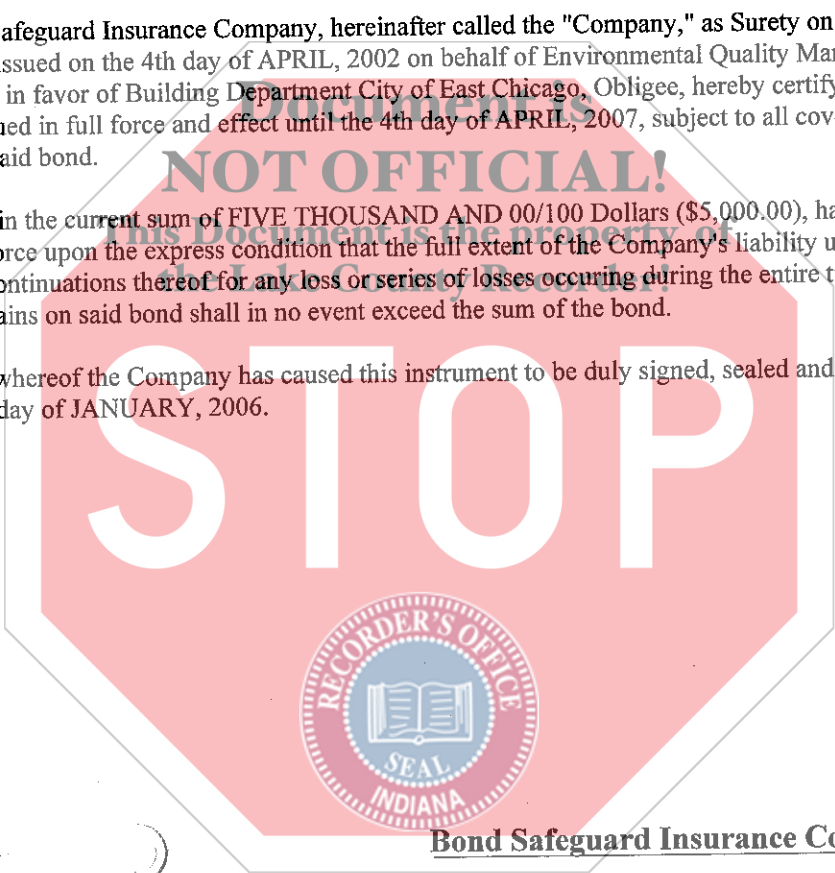 afeguard Insurance Company, hereinafter called the "Company," as Surety on
ssued on the 4th day of APRIL, 2002 on behalf of Environmental Quality Mar
in favor of Building Department City of East Chicago, Obligee, hereby certify
ed in full force and effect until the 4th day of APRIL, 2007, subject to all cov
aid bond.
Document is
NOT OFFICIAL!
This Document is the property of
the Lake County Recorder!
in the current sum of FIVE THOUSAND AND 00/100 Dollars ($5,000.00), ha
rce upon the express condition that the full extent of the Company's liability u
ontinuations thereof for any loss or series of losses occuring during the entire t
ains on said bond shall in no event exceed the sum of the bond.
whereof the Company has caused this instrument to be duly signed, sealed and
day of JANUARY, 2006.
STOP
RECORDER'S OFFICE
SEAL
INDIANA
Bond Safeguard Insurance Co